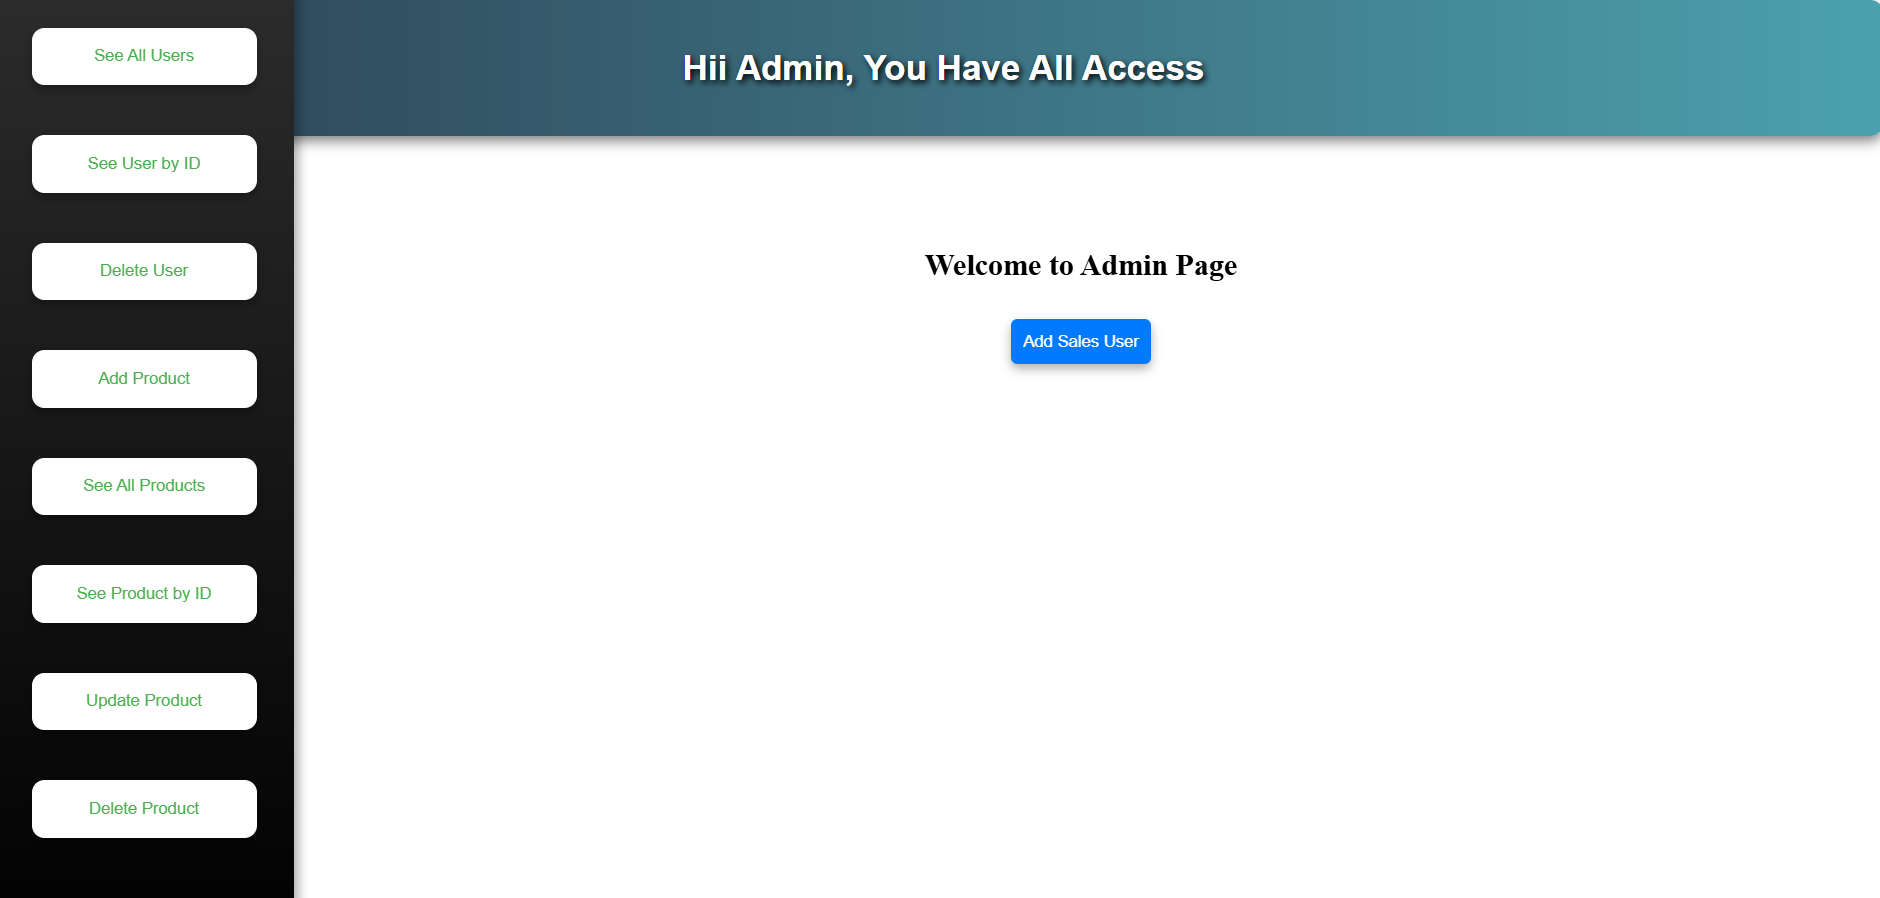 See All Users
See User by ID
Delete User
Add Product
See All Products
See Product by ID
Update Product
Delete Product
Hii Admin, You Have All Access
Welcome to Admin Page
Add Sales User